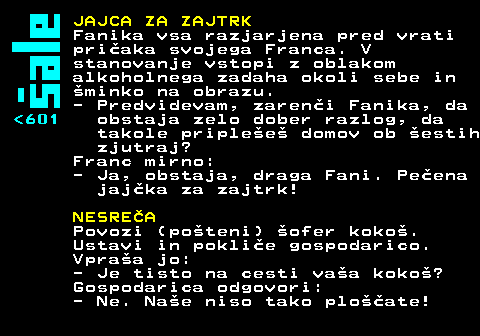 JAJCA ZA ZAJTRK
Fanika vsa razjarjena pred vrati
pričaka svojega Franca. V
stanovanje vstopi z oblakom
alkoholnega zadaha okoli sebe in
šminko na obrazu.
- Predvidevam, zarenči Fanika, da
obstaja zelo dober razlog, da
takole priplešeš domov ob šestih
zjutraj?
Franc mirno:
- Ja, obstaja, draga Fani. Pečena
jajčka za zajtrk!
NESREČA
Povozi (pošteni) šofer kokoš.
Ustavi in pokliče gospodarico.
Vpraša jo:
- Je tisto na cesti vaša kokoš?
Gospodarica odgovori:
- Ne. Naše niso tako ploščate!
Šale
<601